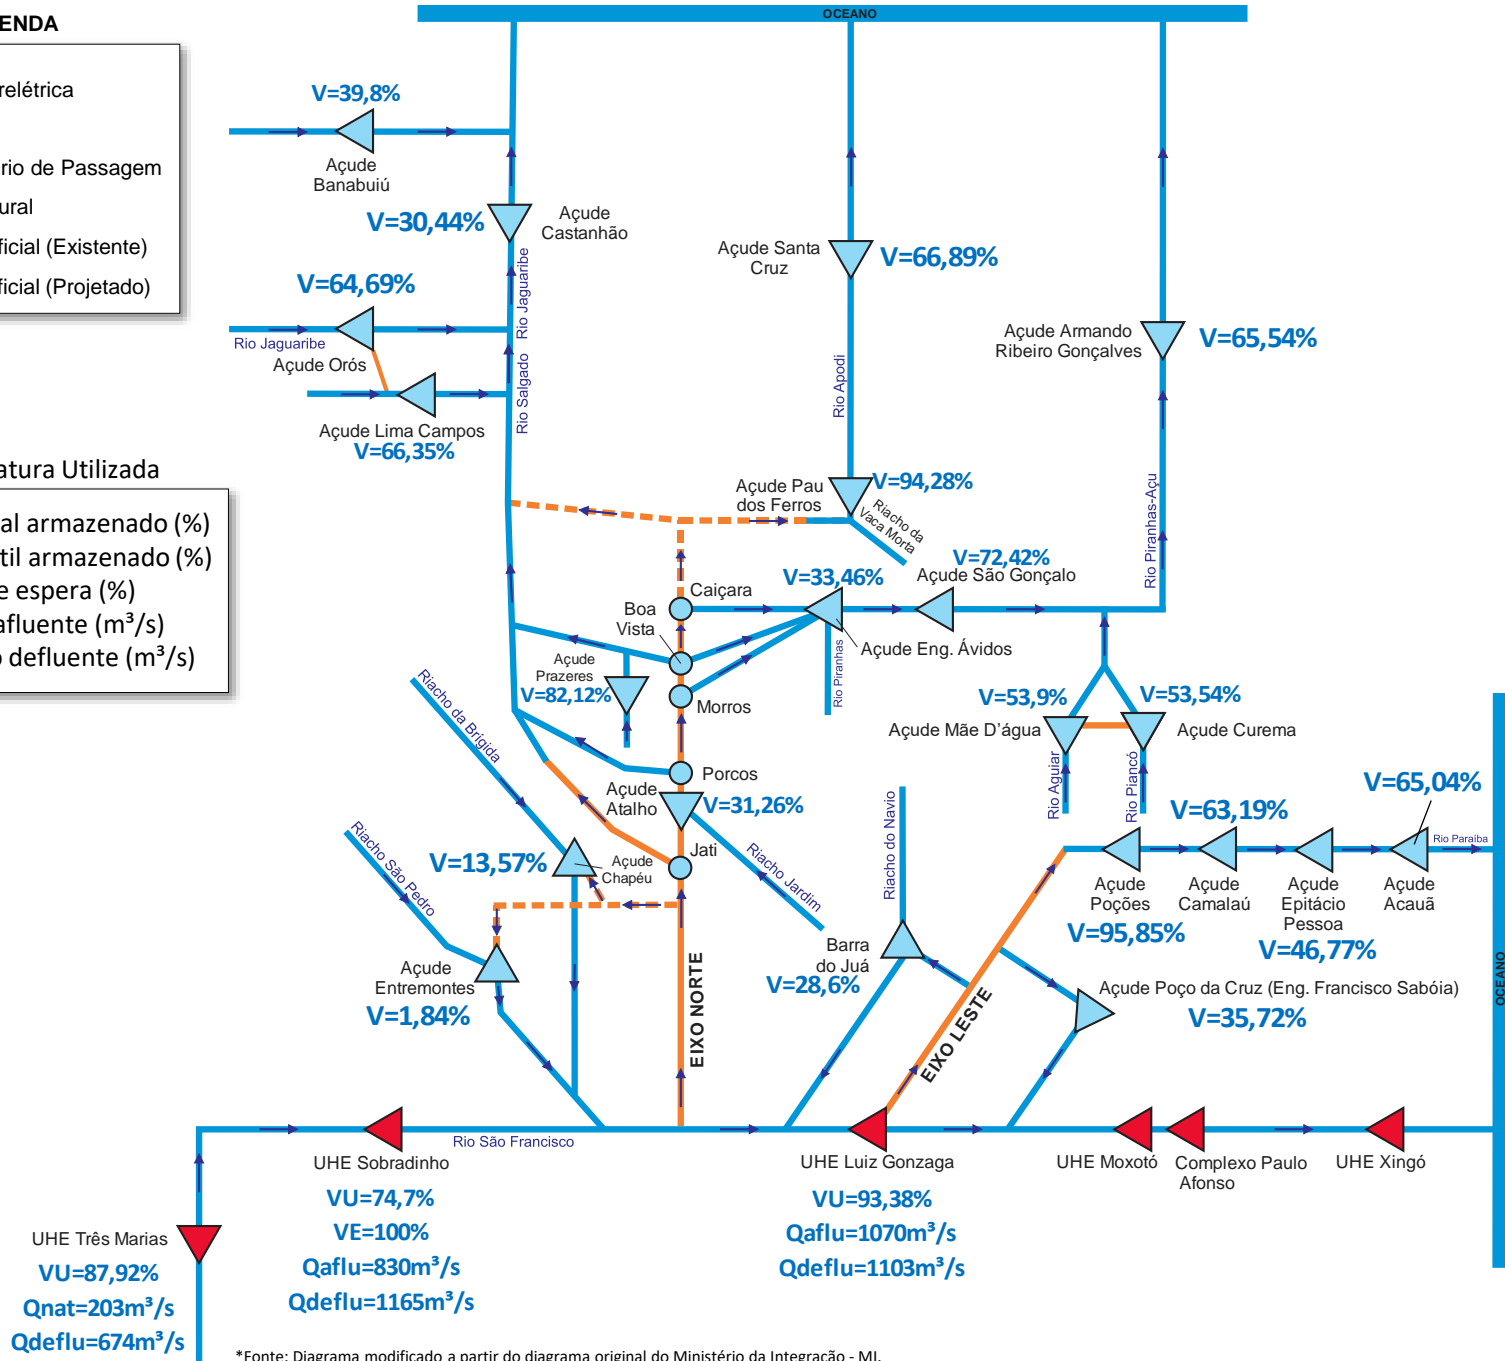 OCEANO
ENDA
relétrica
rio de Passagem
ural
ficial (Existente)
ficial (Projetado)
V=39,8%
Açude
Banabuiú
V=30,44%
Açude
Castanhão
Açude Santa
Cruz
V=66,89%
V=64,69%
Rio Jaguaribe
Rio Jaguaribe
Açude Orós
Rio Salgado
Açude Armando
Ribeiro Gonçalves
V=65,54%
Rio Apodi
Açude Lima Campos
V=66,35%
atura Utilizada
al armazenado (%)
til armazenado (%)
e espera (%)
afluente (m³/s)
o defluente (m³/s)
Açude Pau
dos Ferros
V=94,28%
Riacho da
Vaca Morta
Rio Piranhas-Açu
V=72,42%
V=33,46%
Açude São Gonçalo
Caiçara
Boa
Vista
Açude Eng. Ávidos
Açude
Prazeres
V=82,12%
Rio Piranhas
Morros
Riacho da Brígida
V=53,9%
V=53,54%
Açude Mãe D'água
Açude Curema
Porcos
Açude
Atalho
V=31,26%
Rio Aguiar
Rio Piancó
V=65,04%
V=63,19%
Riacho do Navio
Rio Paraíba
Jati
Riacho São Pedro
V=13,57%
Açude
Chapéu
Riacho Jardim
Açude
Poções
Açude
Camalaú
Açude
Epitácio
Pessoa
Açude
Acauã
V=95,85%
V=46,77%
Barra
do Juá
V=28,6%
Açude
Entremontes
V=1,84%
EIXO NORTE
EIXO LESTE
Açude Poço da Cruz (Eng. Francisco Sabóia)
V=35,72%
OCEANO
Rio São Francisco
UHE Sobradinho
VU=74,7%
VE=100%
Qaflu=830m³/s
Qdeflu=1165m³/s
UHE Luiz Gonzaga
VU=93,38%
Qaflu=1070m³/s
Qdeflu=1103m³/s
UHE Moxotó
Complexo Paulo
Afonso
UHE Xingó
UHE Três Marias
VU=87,92%
Qnat=203m³/s
Qdeflu=674m³/s
*Fonte: Diagrama modificado a partir do diagrama original do Ministério da Integração - MI.